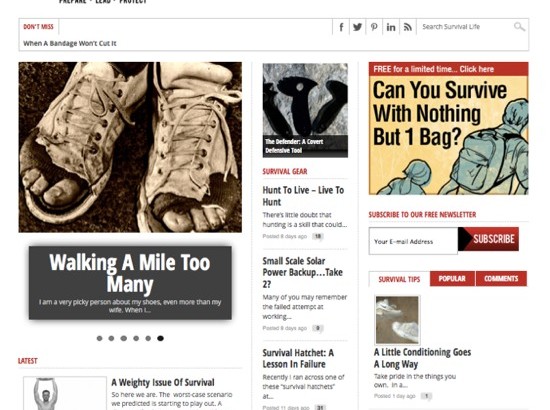 PREPARE • LEAD • PROTECT
DON'T MISS
Search Survival Life
When A Bandage Won't Cut It
Walking A Mile Too
Many
I am a very picky person about my shoes, even more than my
wife. When I...
LATEST
A Weighty Issue Of Survival
So here we are. The worst-case scenario
we predicted is starting to play out. A
The Defender: A Covert
Defensive Tool
SURVIVAL GEAR
Hunt To Live – Live To
Hunt
There's little doubt that
hunting is a skill that could...
Posted 8 days ago 18
Small Scale Solar
Power Backup...Take
2?
Many of you may remember
the failed attempt at
working...
Posted 8 days ago 9
Survival Hatchet: A
Lesson In Failure
Recently I ran across one of
these "survival hatchets"
at...
Posted 11 days ago 31
FREE for a limited time... Click here
Can You Survive
With Nothing
But 1 Bag?
SUBSCRIBE TO OUR FREE NEWSLETTER
Your E-mail Address
SUBSCRIBE
SURVIVAL TIPS POPULAR COMMENTS
A Little Conditioning Goes
A Long Way
Take pride in the things you
own. In a...
Posted 1 day ago 1